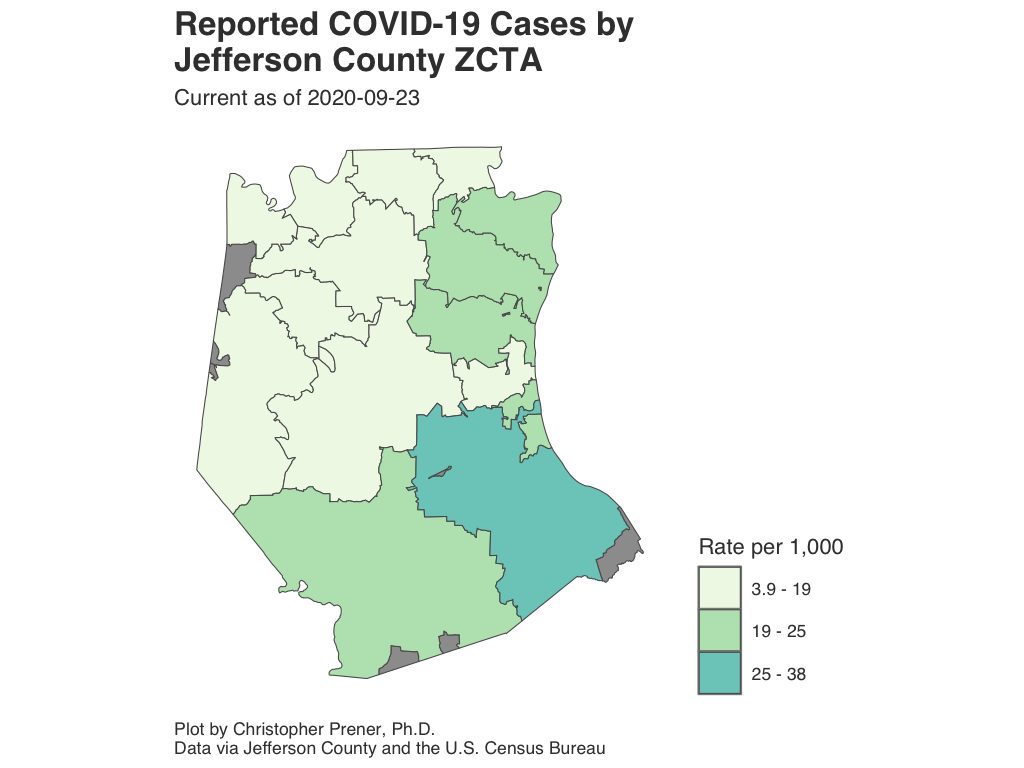 Reported COVID-19 Cases by
Jefferson County ZCTA
Current as of 2020-09-23
Rate per 1,000
3.9 - 19
19 - 25
25 - 38
Plot by Christopher Prener, Ph.D.
Data via Jefferson County and the U.S. Census Bureau